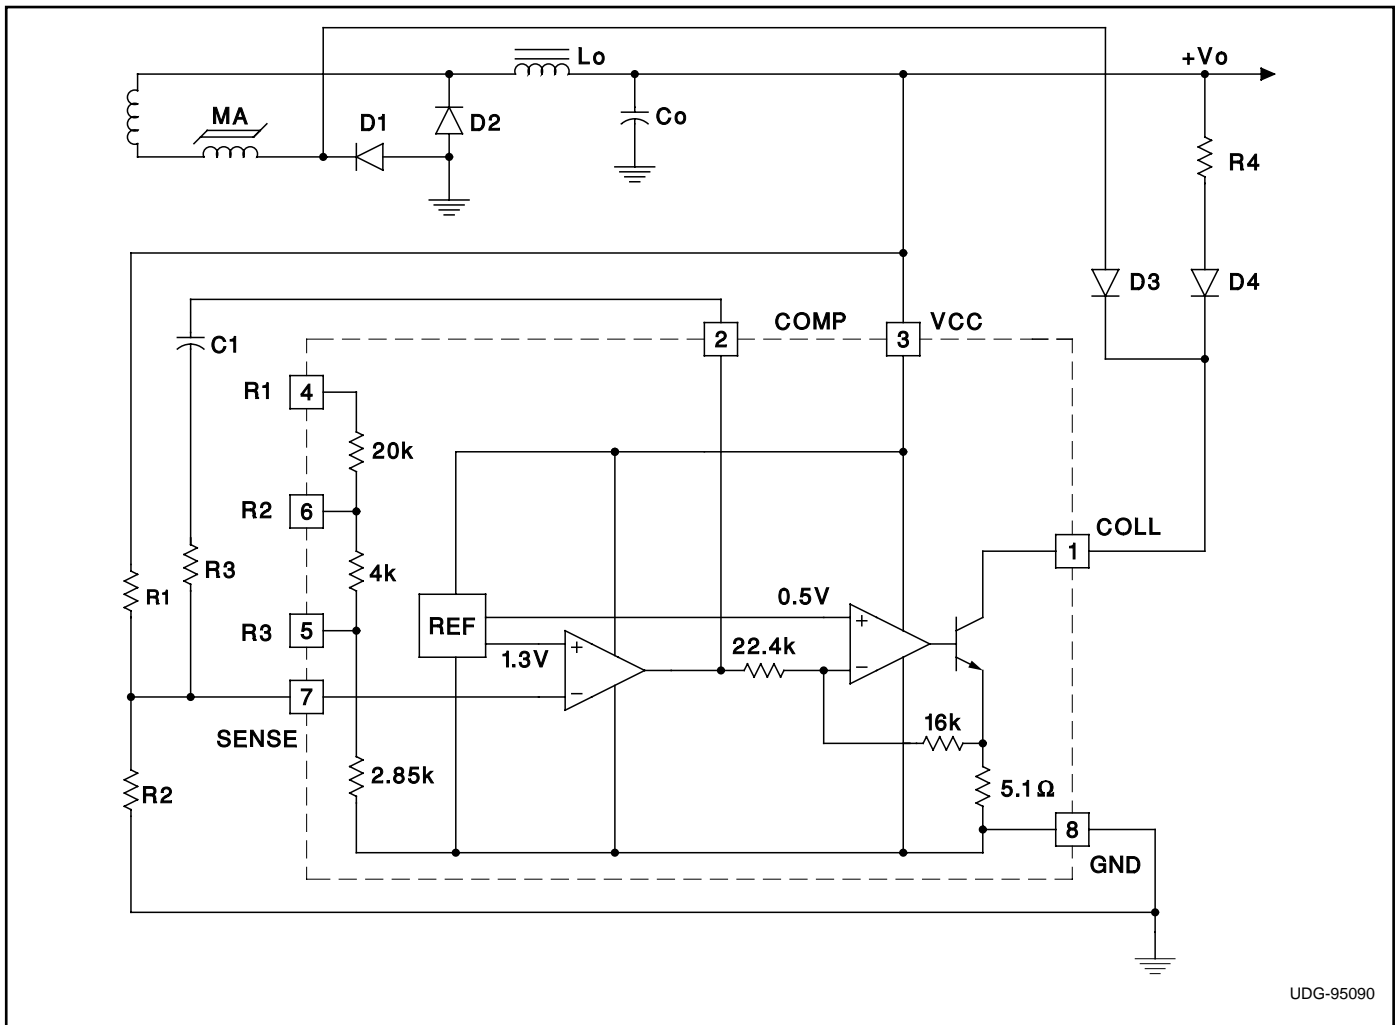 Lo
+Vo
MA
D1
D2
Co
R4
D3
D4
COMP
VCC
2
3
C1
R1
4
20k
R2
6
COLL
1
R3
4k
R1
0.5V
R3
5
REF
22.4k
1.3V
+
−
+
−
7
SENSE
16k
R2
2.85k
5.1Ω
8
GND
UDG-95090